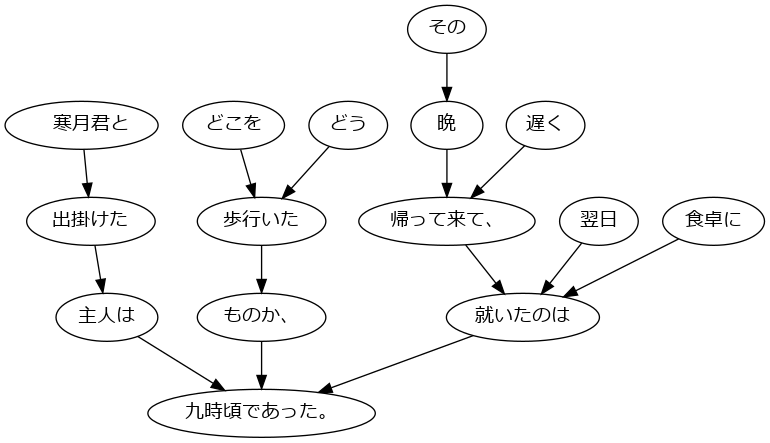 その
寒月君と
どこを
どう
晩
遅く
出掛けた
歩行いた
帰って来て、
翌日
食卓に
主人は
ものか、
就いたのは
九時頃であった。